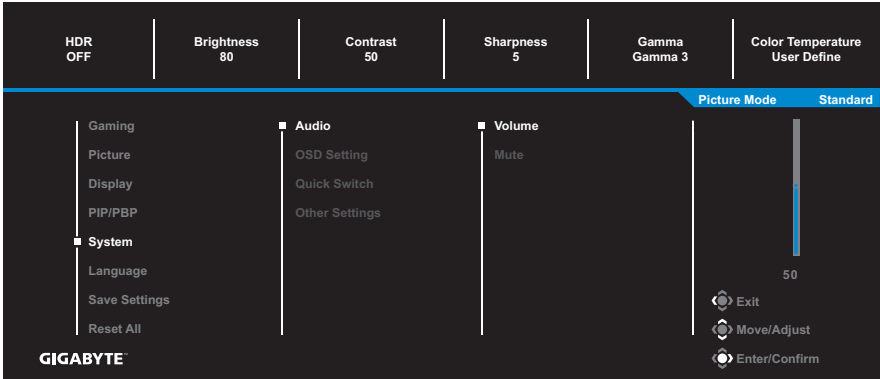 HDR
OFF
Brightness
80
Contrast
50
Sharpness
5
Gamma
Gamma 3
Color Temperature
User Define
Picture Mode Standard
Gaming
Picture
Display
PIP/PBP
System
Language
Save Settings
Reset All
Audio
OSD Setting
Quick Switch
Other Settings
Volume
Mute
50
Exit
Move/Adjust
Enter/Confirm
GIGABYTE™